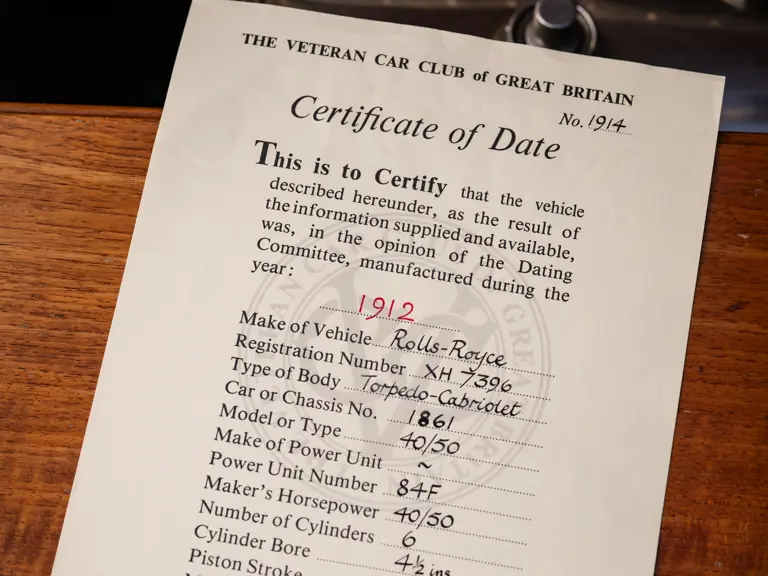 THE VETERAN CAR CLUB of GREAT BRITAIN
No. 1914
Certificate of Date
This is to Certify that the vehicle
described hereunder, as the result of
the information supplied and available,
was, in the opinion of the Dating
Committee, manufactured during the
year:
1912
Make of Vehicle Rolls-Royce
Registration Number XH 7396
Type of Body Torpedo-Cabriolet
Car or Chassis No. 1861
Model or Type 40/50
Make of Power Unit ~
Power Unit Number 84F
Maker's Horsepower 40/50
Number of Cylinders 6
Cylinder Bore 4½ ins
Piston Stroke